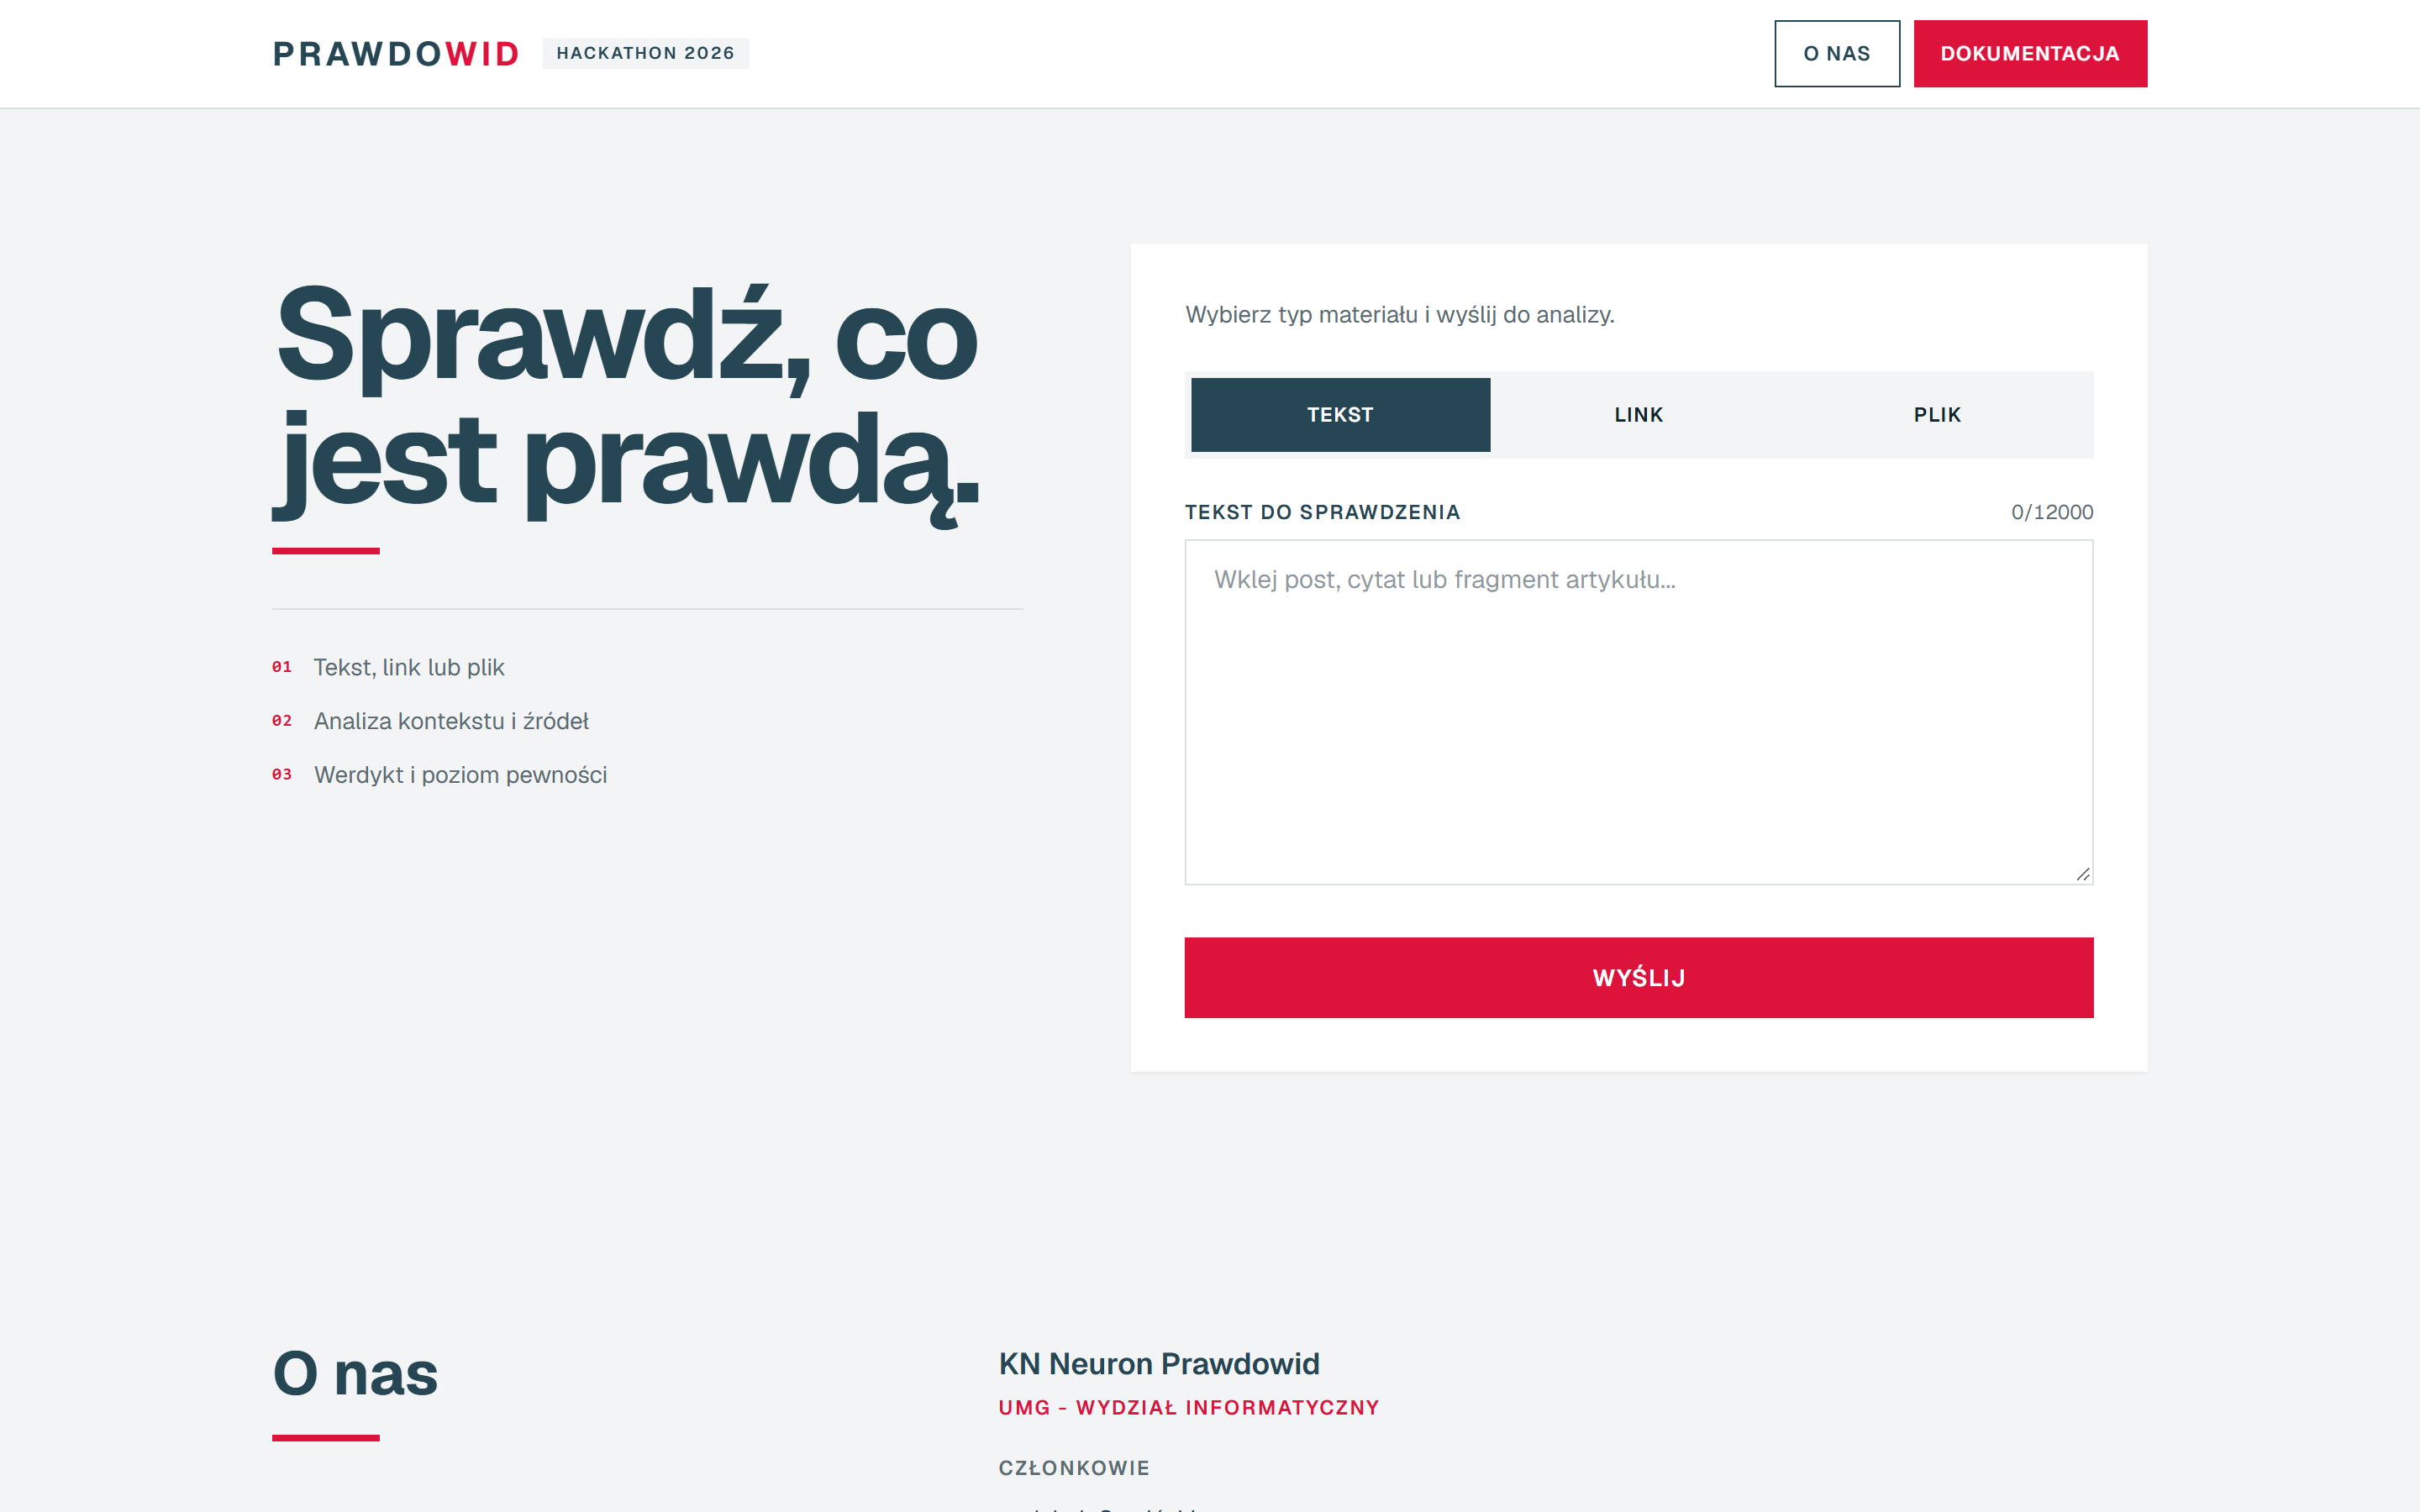 PRAWDOWID
HACKATHON 2026
O NAS
DOKUMENTACJA
Sprawdź, co
jest prawdą.
01 Tekst, link lub plik
02 Analiza kontekstu i źródeł
03 Werdykt i poziom pewności
Wybierz typ materiału i wyślij do analizy.
TEKST
LINK
PLIK
TEKST DO SPRAWDZENIA
0/12000
Wklej post, cytat lub fragment artykułu...
WYŚLIJ
O nas
KN Neuron Prawdowid
UMG - WYDZIAŁ INFORMATYCZNY
CZŁONKOWIE